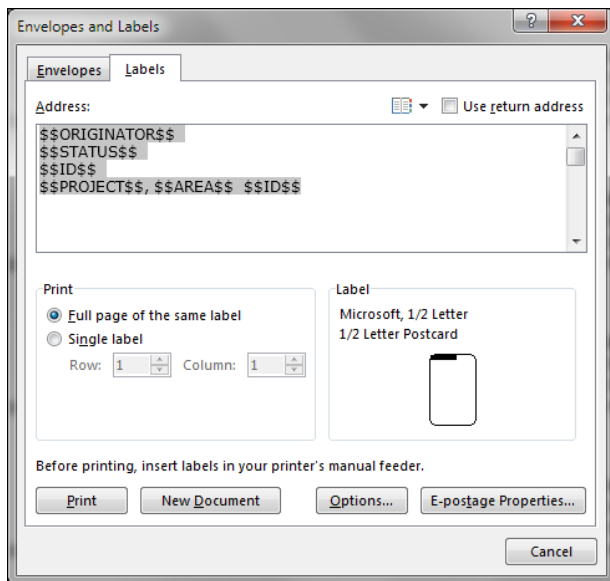 Envelopes and Labels
Envelopes Labels
Address: Use return address
$$ORIGINATOR$$
$$STATUS$$
$$ID$$
$$PROJECT$$, $$AREA$$ $$ID$$
Print
Full page of the same label
Single label
Row: 1 Column: 1
Label
Microsoft, 1/2 Letter
1/2 Letter Postcard
Before printing, insert labels in your printer's manual feeder.
Print New Document Options... E-postage Properties...
Cancel